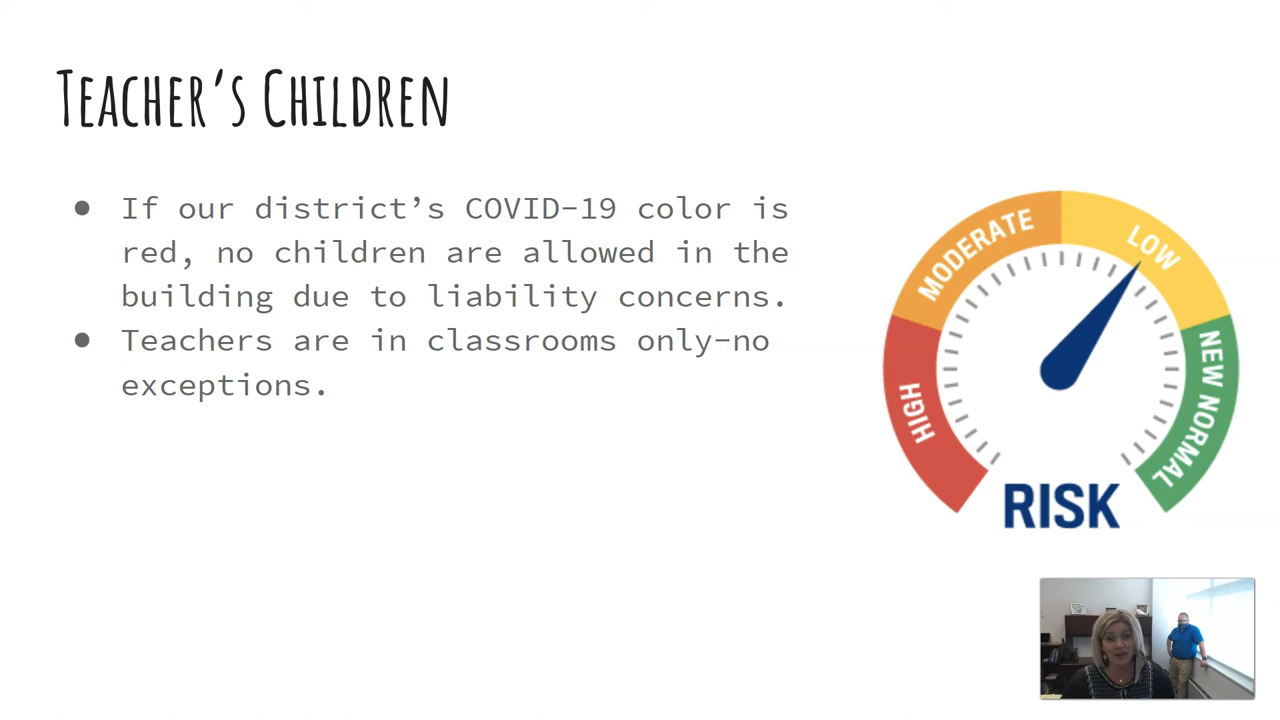 Teacher’s Children
● If our district’s COVID-19 color is
red, no children are allowed in the
building due to liability concerns.
● Teachers are in classrooms only-no
exceptions.
HIGH
MODERATE
LOW
NEW NORMAL
RISK